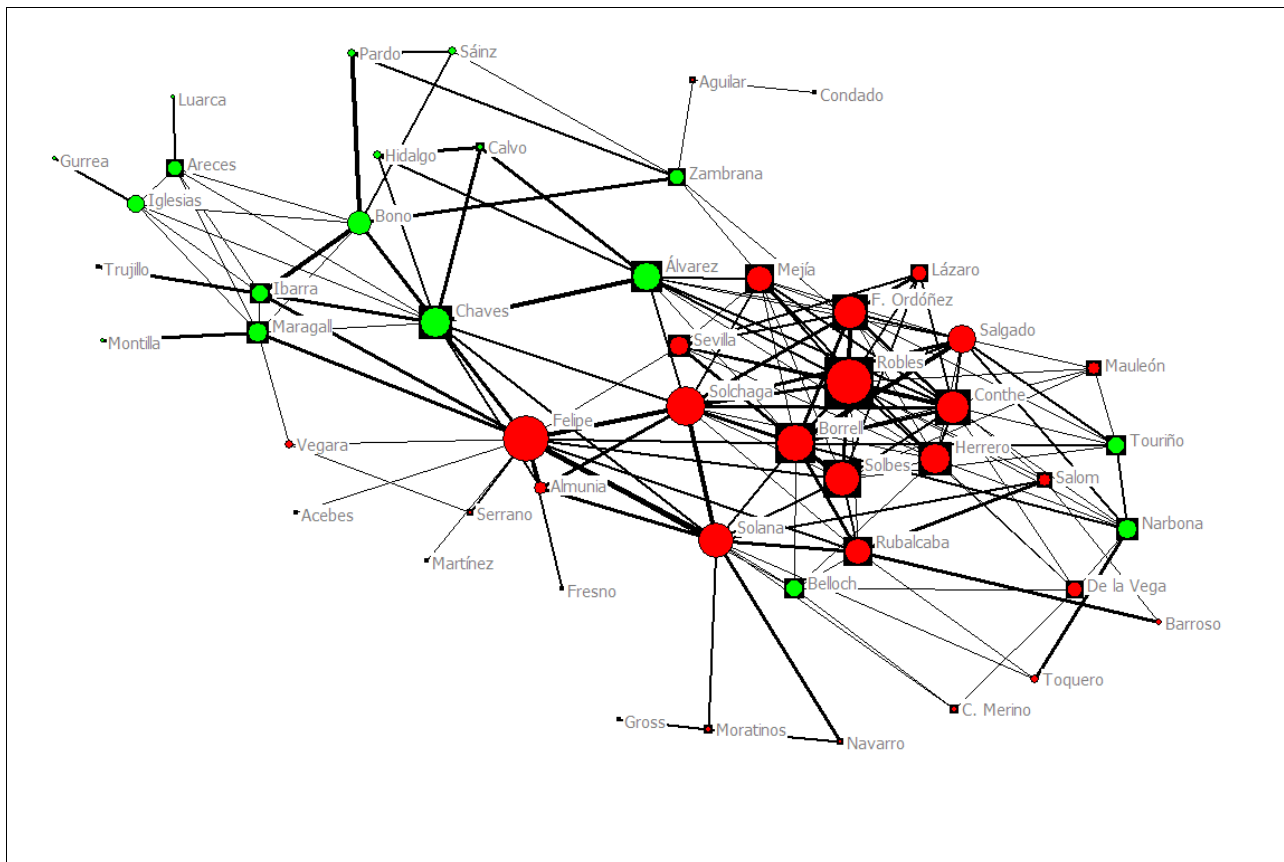 Pardo
Sáinz
Aguilar
Condado
Luarca
Calvo
Hidalgo
Gurrea
Areces
Zambrana
Iglesias
Bono
Trujillo
Álvarez
Mejía
Lázaro
Ibarra
F. Ordóñez
Chaves
Maragall
Salgado
Montilla
Sevilla
Robles
Mauleón
Solchaga
Conthe
Felipe
Borrell
Vegara
Herrero
Touriño
Solbes
Salom
Almunia
Acebes
Serrano
Solana
Narbona
Rubalcaba
Martínez
Fresno
Belloch
De la Vega
Barroso
Toquero
C. Merino
Gross
Moratinos
Navarro